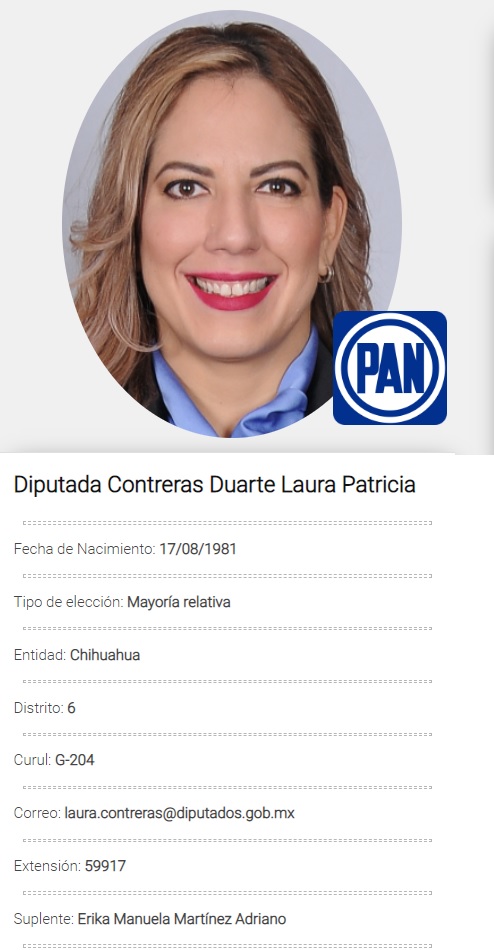 PAN
Diputada Contreras Duarte Laura Patricia
Fecha de Nacimiento: 17/08/1981
Tipo de elección: Mayoría relativa
Entidad: Chihuahua
Distrito: 6
Curul: G-204
Correo: laura.contreras@diputados.gob.mx
Extensión: 59917
Suplente: Erika Manuela Martínez Adriano